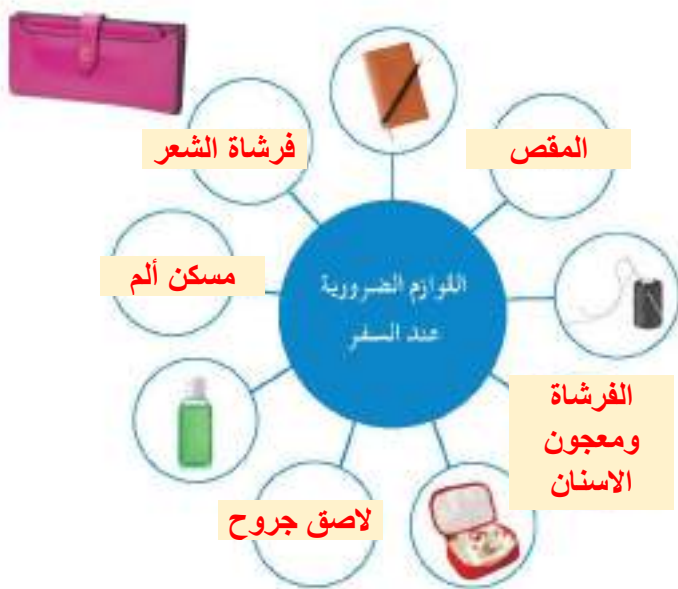 فرشاة الشعر
المقص
مسكن ألم
اللوازم الضرورية
عند السفر
الفرشاة
ومعجون
الاسنان
لاصق جروح